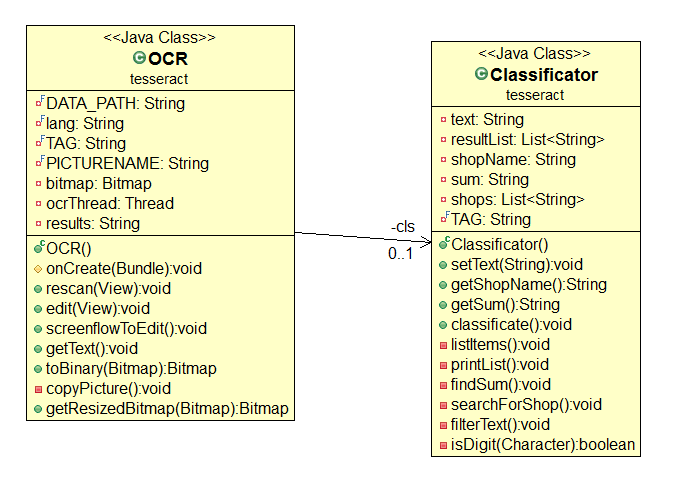 <<Java Class>>
OCR
tesseract
DATA_PATH: String
lang: String
TAG: String
PICTURENAME: String
bitmap: Bitmap
ocrThread: Thread
results: String
OCR()
onCreate(Bundle):void
rescan(View):void
edit(View):void
screenflowToEdit():void
getText():void
toBinary(Bitmap):Bitmap
copyPicture():void
getResizedBitmap(Bitmap):Bitmap
-cls
0..1
<<Java Class>>
Classificator
tesseract
text: String
resultList: List<String>
shopName: String
sum: String
shops: List<String>
TAG: String
Classificator()
setText(String):void
getShopName():String
getSum():String
classificate():void
listItems():void
printList():void
findSum():void
searchForShop():void
filterText():void
isDigit(Character):boolean